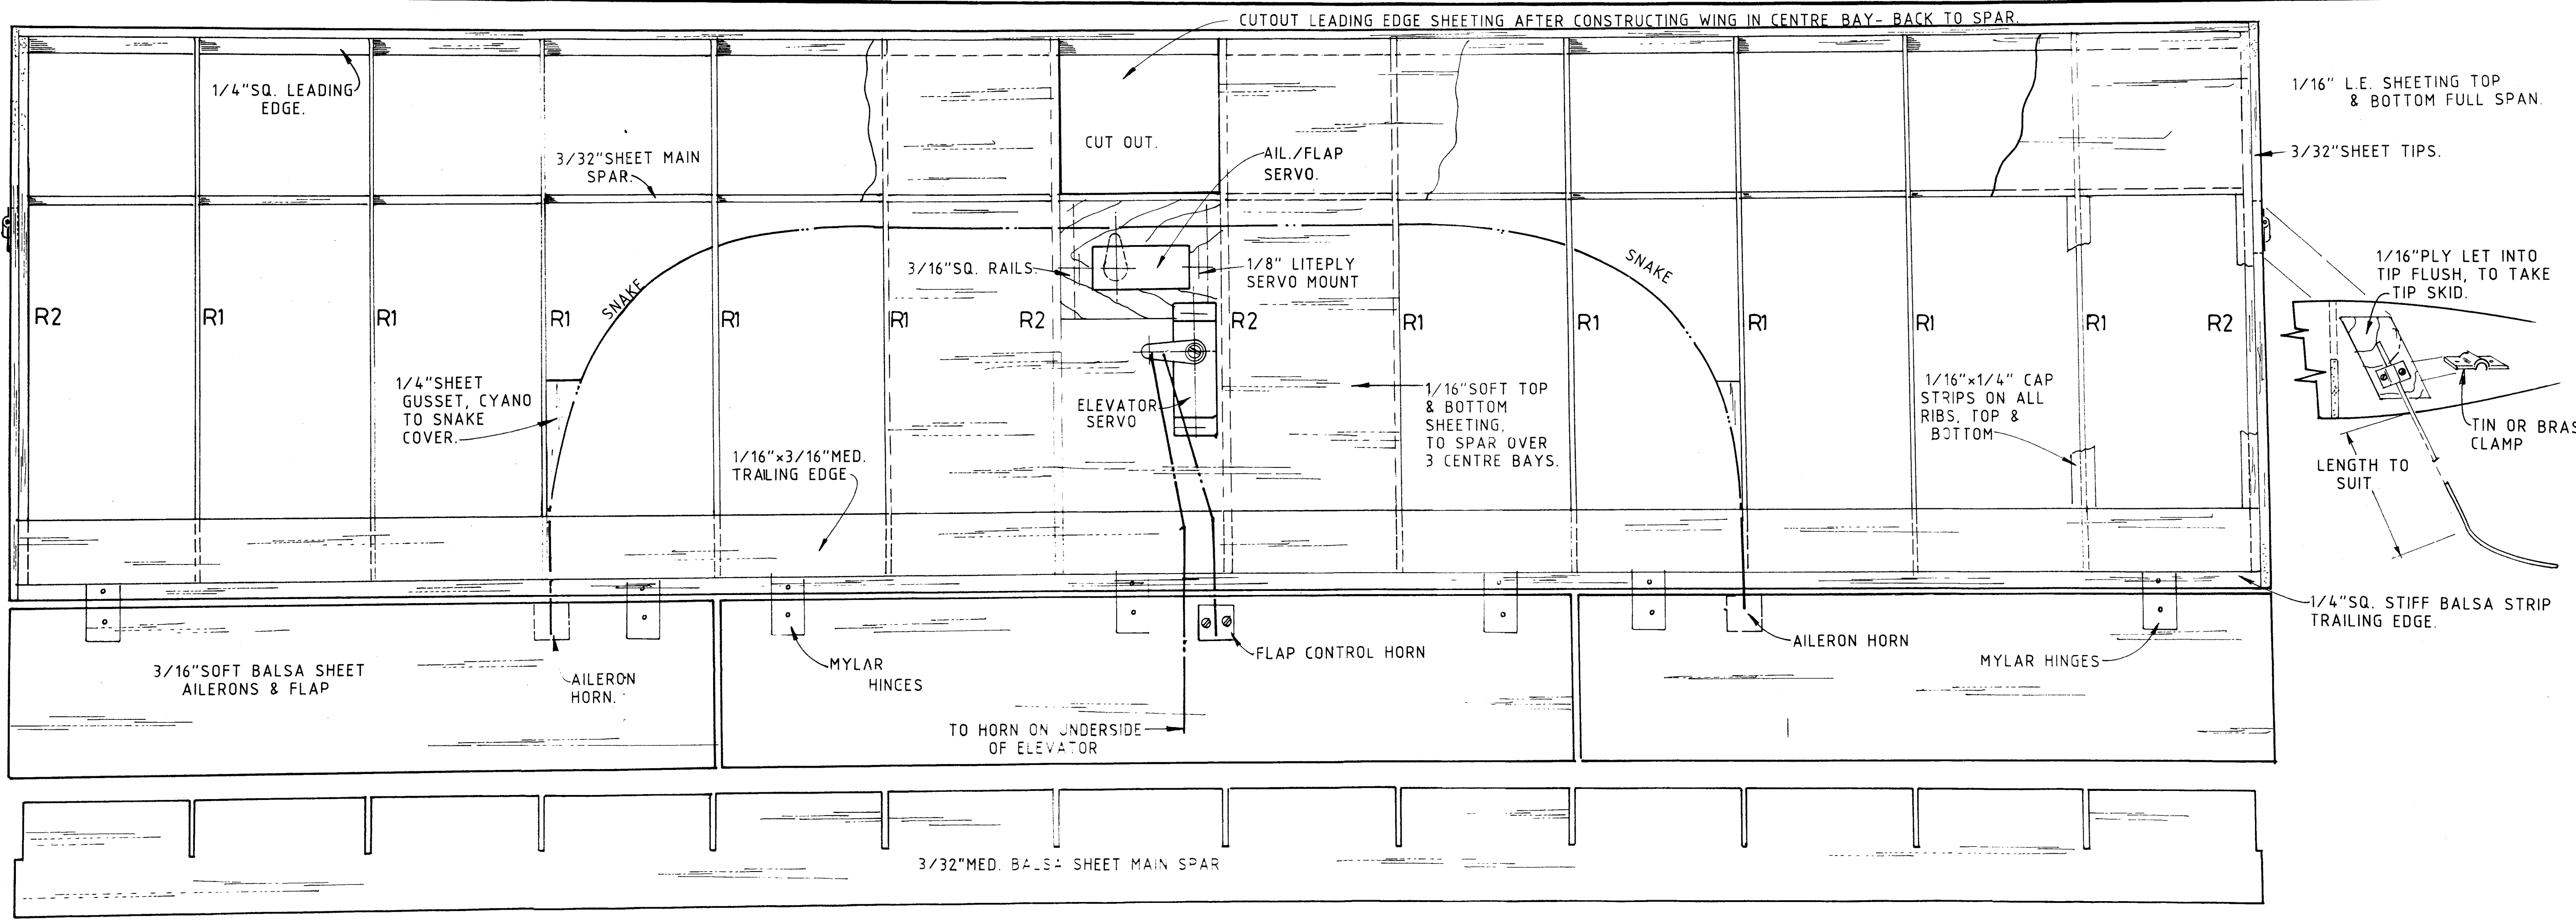 CUTOUT LEADING EDGE SHEETING AFTER CONSTRUCTING WING IN CENTRE BAY- BACK TO SPAR.
1/4"SQ. LEADING
EDGE.
3/32"SHEET MAIN
SPAR.
CUT OUT.
AIL./FLAP
SERVO.
1/16" L.E. SHEETING TOP
& BOTTOM FULL SPAN.
3/32"SHEET TIPS.
3/16"SQ. RAILS.
1/8" LITEPLY
SERVO MOUNT
SNAKE
SNAKE
1/16"PLY LET INTO
TIP FLUSH, TO TAKE
TIP SKID.
R2
R1
R1
R1
R1
R1
R2
R2
R1
R1
R1
R1
R1
R2
1/4"SHEET
GUSSET, CYANO
TO SNAKE
COVER.
ELEVATOR
SERVO
1/16"SOFT TOP
& BOTTOM
SHEETING,
TO SPAR OVER
3 CENTRE BAYS.
1/16"×1/4" CAP
STRIPS ON ALL
RIBS, TOP &
BOTTOM
TIN OR BRAS
CLAMP
LENGTH TO
SUIT
1/16"×3/16"MED.
TRAILING EDGE
1/4"SQ. STIFF BALSA STRIP
TRAILING EDGE.
3/16"SOFT BALSA SHEET
AILERONS & FLAP
AILERON
HORN.
MYLAR
HINGES
FLAP CONTROL HORN
AILERON HORN
MYLAR HINGES
TO HORN ON UNDERSIDE
OF ELEVATOR
3/32"MED. BALSA SHEET MAIN SPAR